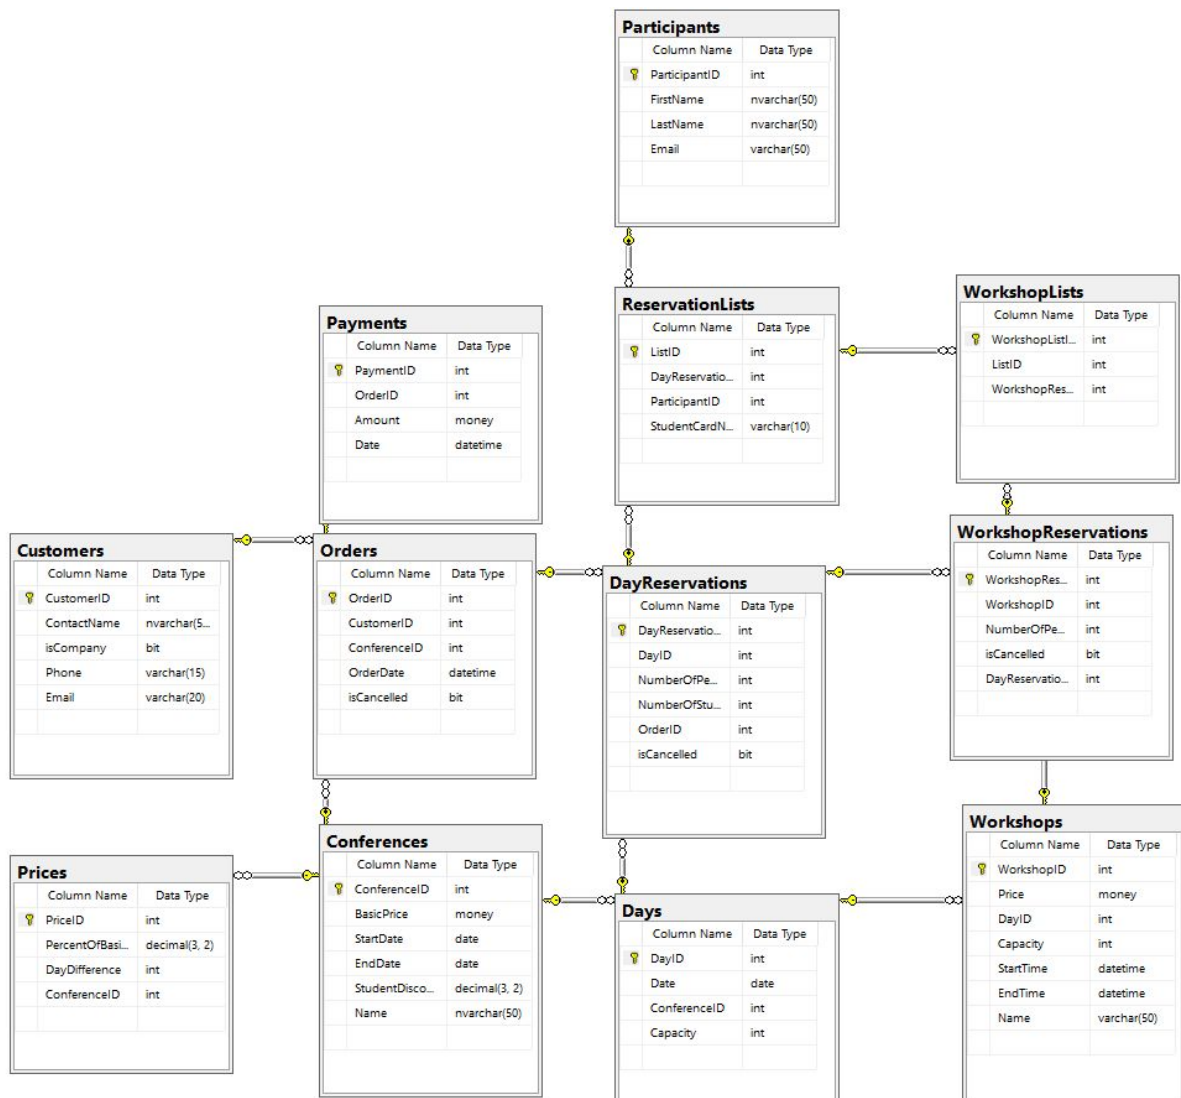 Participants
Column Name Data Type
ParticipantID int
FirstName nvarchar(50)
LastName nvarchar(50)
Email varchar(50)
ReservationLists
Column Name Data Type
ListID int
DayReservatio... int
ParticipantID int
StudentCardN... varchar(10)
WorkshopLists
Column Name Data Type
WorkshopListI... int
ListID int
WorkshopRes... int
Payments
Column Name Data Type
PaymentID int
OrderID int
Amount money
Date datetime
Customers
Column Name Data Type
CustomerID int
ContactName nvarchar(5...
isCompany bit
Phone varchar(15)
Email varchar(20)
Orders
Column Name Data Type
OrderID int
CustomerID int
ConferenceID int
OrderDate datetime
isCancelled bit
DayReservations
Column Name Data Type
DayReservatio... int
DayID int
NumberOfPe... int
NumberOfStu... int
OrderID int
isCancelled bit
WorkshopReservations
Column Name Data Type
WorkshopRes... int
WorkshopID int
NumberOfPe... int
isCancelled bit
DayReservatio... int
Prices
Column Name Data Type
PriceID int
PercentOfBasi... decimal(3, 2)
DayDifference int
ConferenceID int
Conferences
Column Name Data Type
ConferenceID int
BasicPrice money
StartDate date
EndDate date
StudentDisco... decimal(3, 2)
Name nvarchar(50)
Days
Column Name Data Type
DayID int
Date date
ConferenceID int
Capacity int
Workshops
Column Name Data Type
WorkshopID int
Price money
DayID int
Capacity int
StartTime datetime
EndTime datetime
Name varchar(50)